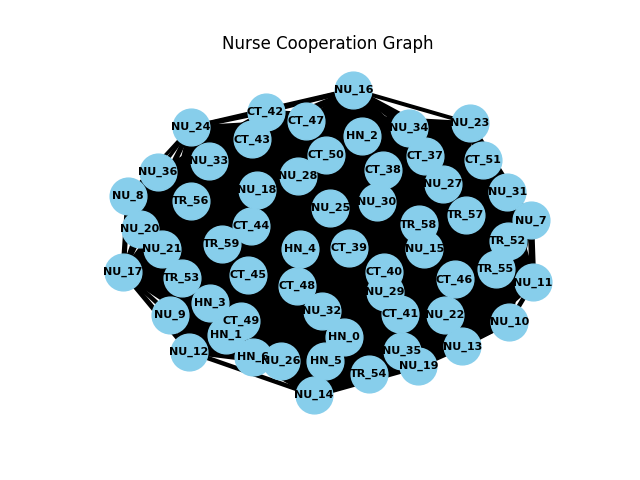 Nurse Cooperation Graph
NU_16
CT_42
CT_47
NU_24
NU_23
NU_34
HN_2
CT_43
CT_50
CT_37
CT_51
NU_33
NU_36
CT_38
NU_28
NU_27
NU_18
NU_31
NU_8
TR_56
NU_30
NU_25
TR_57
NU_7
CT_44
TR_58
NU_20
TR_52
TR_59
NU_21
HN_4
CT_39
NU_15
TR_55
NU_17
CT_40
CT_45
TR_53
CT_46
NU_11
CT_48
NU_29
HN_3
NU_32
CT_41
NU_9
NU_22
CT_49
NU_10
HN_1
HN_0
NU_13
NU_12
NU_35
HN_6
NU_26
HN_5
NU_19
TR_54
NU_14